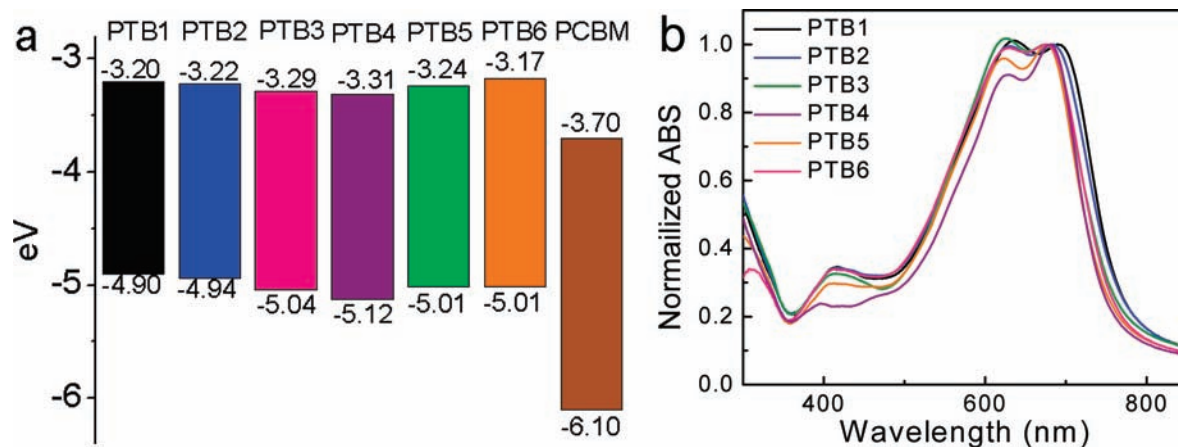 a
PTB1 PTB2 PTB3 PTB4 PTB5 PTB6 PCBM
-3
-3.20 -3.22 -3.29 -3.31 -3.24 -3.17
-3.70
-4
eV
-5
-4.90 -4.94 -5.04 -5.12 -5.01 -5.01
-6
-6.10
b
1.0
0.8
0.6
0.4
0.2
0.0
Normailized ABS
PTB1
PTB2
PTB3
PTB4
PTB5
PTB6
400 600 800
Wavelength (nm)